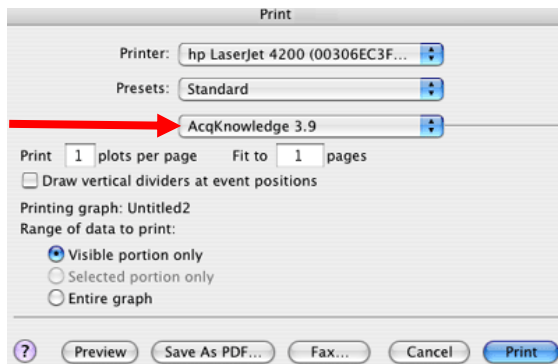 Print
Printer: hp LaserJet 4200 (00306EC3F...
Presets: Standard
AcqKnowledge 3.9
Print 1 plots per page Fit to 1 pages
Draw vertical dividers at event positions
Printing graph: Untitled2
Range of data to print:
Visible portion only
Selected portion only
Entire graph
? Preview Save As PDF... Fax... Cancel Print